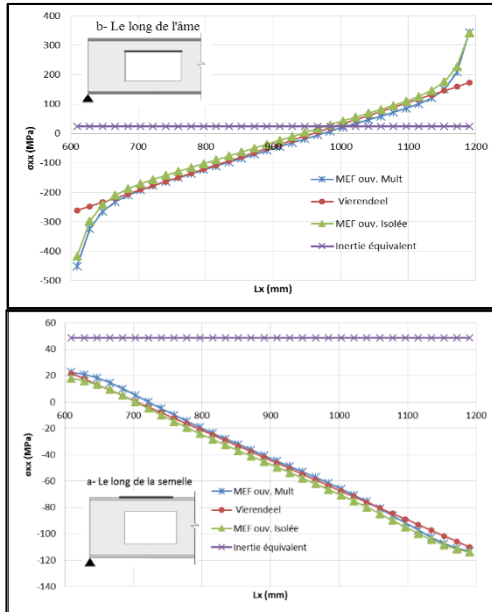 400
b- Le long de l'âme
300
200
100
0
600 700 800 900 1000 1100 1200
-100
-200
-300
-400
-500
σxx (MPa)
MEF ouv. Mult
Vierendeel
MEF ouv. Isolée
Inertie équivalent
Lx (mm)
60
40
20
0
600 700 800 900 1000 1100 1200
-20
-40
-60
-80
-100
-120
-140
σxx (MPa)
a- Le long de la semelle
MEF ouv. Mult
Vierendeel
MEF ouv. Isolée
Inertie équivalent
Lx (mm)